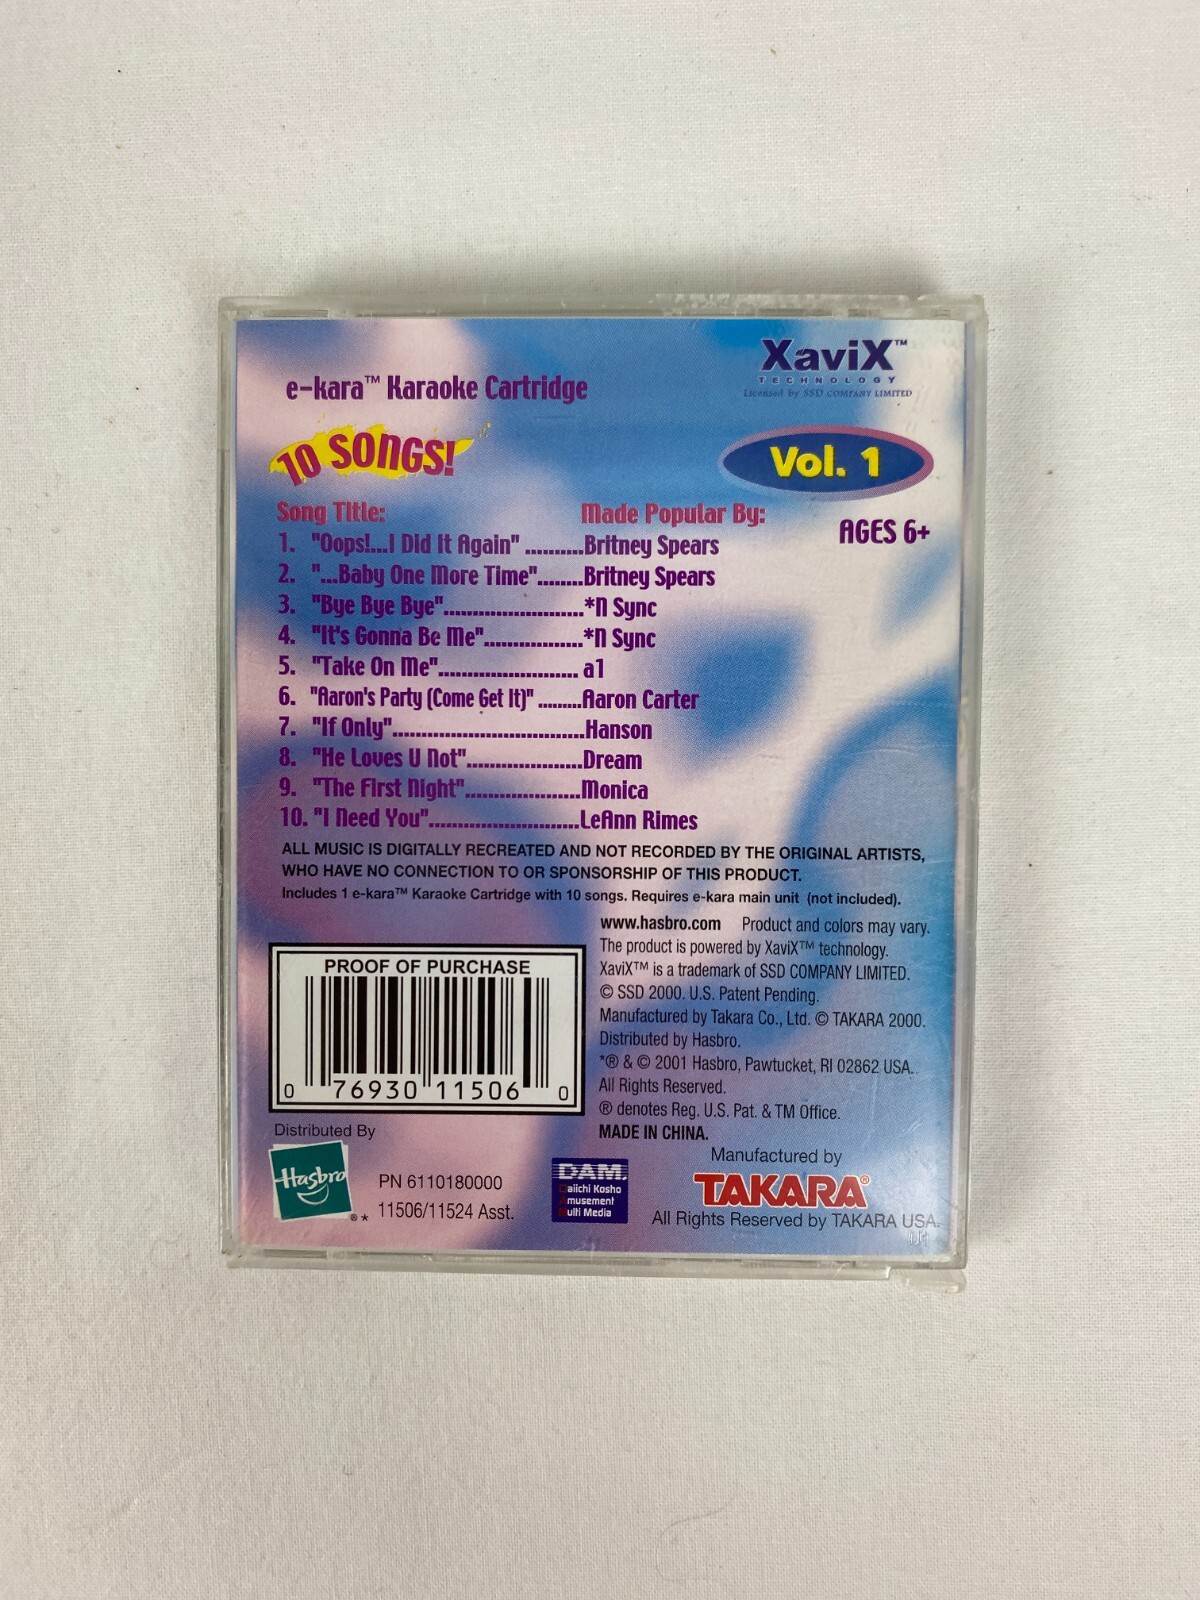 XaviX™
TECHNOLOGY
Licensed by SSD COMPANY LIMITED
e-kara™ Karaoke Cartridge
10 SONGS!
Vol. 1
AGES 6+
Song Title: Made Popular By:
1. "Oops!...I Did It Again" ..........Britney Spears
2. "...Baby One More Time"........Britney Spears
3. "Bye Bye Bye"........................*N Sync
4. "It's Gonna Be Me".................*N Sync
5. "Take On Me"........................ a1
6. "Aaron's Party (Come Get It)" .........Aaron Carter
7. "If Only".................................Hanson
8. "He Loves U Not"....................Dream
9. "The First Night"....................Monica
10. "I Need You"..........................LeAnn Rimes
ALL MUSIC IS DIGITALLY RECREATED AND NOT RECORDED BY THE ORIGINAL ARTISTS,
WHO HAVE NO CONNECTION TO OR SPONSORSHIP OF THIS PRODUCT.
Includes 1 e-kara™ Karaoke Cartridge with 10 songs. Requires e-kara main unit (not included).
www.hasbro.com Product and colors may vary.
The product is powered by XaviX™ technology.
XaviX™ is a trademark of SSD COMPANY LIMITED.
© SSD 2000. U.S. Patent Pending.
Manufactured by Takara Co., Ltd. © TAKARA 2000.
Distributed by Hasbro.
*® & © 2001 Hasbro, Pawtucket, RI 02862 USA.
All Rights Reserved.
® denotes Reg. U.S. Pat. & TM Office.
MADE IN CHINA.
PROOF OF PURCHASE
0 76930 11506 0
Distributed By
Hasbro
®*
PN 6110180000
11506/11524 Asst.
DAM.
Daiichi Kosho
Amusement
Multi Media
Manufactured by
TAKARA®
All Rights Reserved by TAKARA USA.